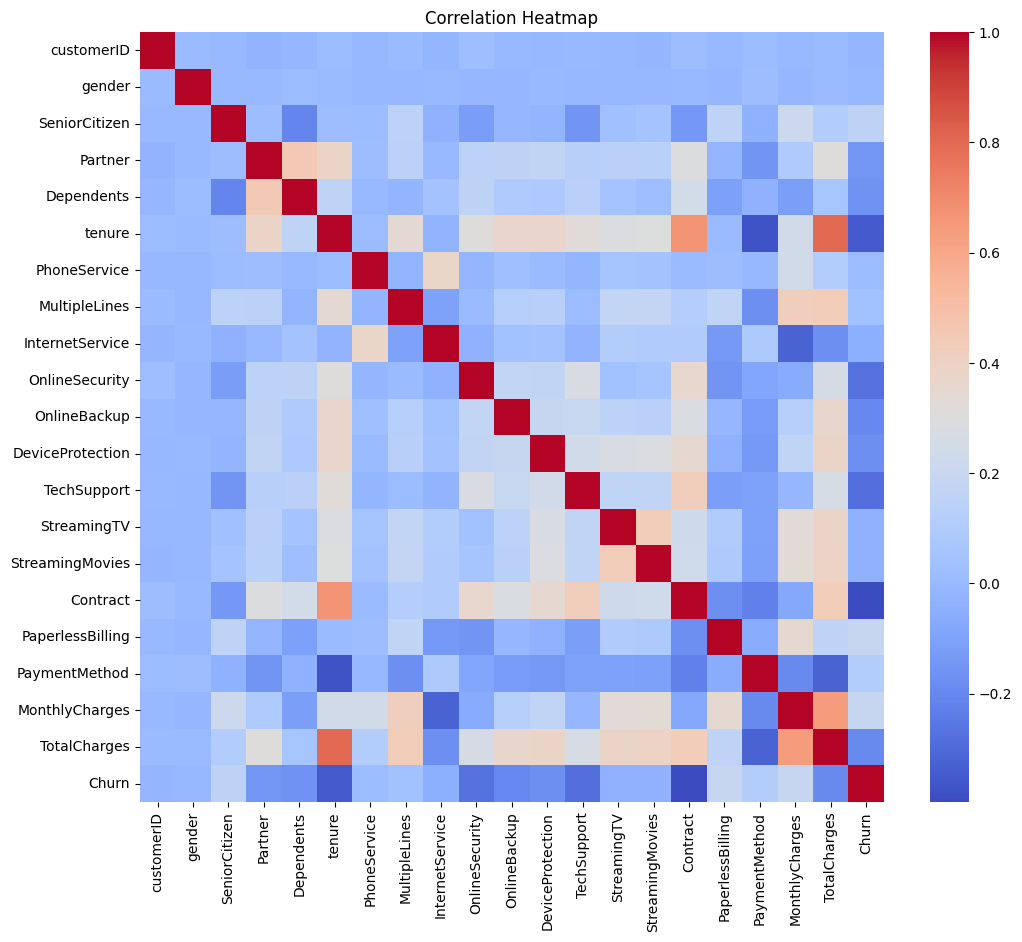 Correlation Heatmap
customerID
gender
SeniorCitizen
Partner
Dependents
tenure
PhoneService
MultipleLines
InternetService
OnlineSecurity
OnlineBackup
DeviceProtection
TechSupport
StreamingTV
StreamingMovies
Contract
PaperlessBilling
PaymentMethod
MonthlyCharges
TotalCharges
Churn
customerID
gender
SeniorCitizen
Partner
Dependents
tenure
PhoneService
MultipleLines
InternetService
OnlineSecurity
OnlineBackup
DeviceProtection
TechSupport
StreamingTV
StreamingMovies
Contract
PaperlessBilling
PaymentMethod
MonthlyCharges
TotalCharges
Churn
1.0
0.8
0.6
0.4
0.2
0.0
−0.2